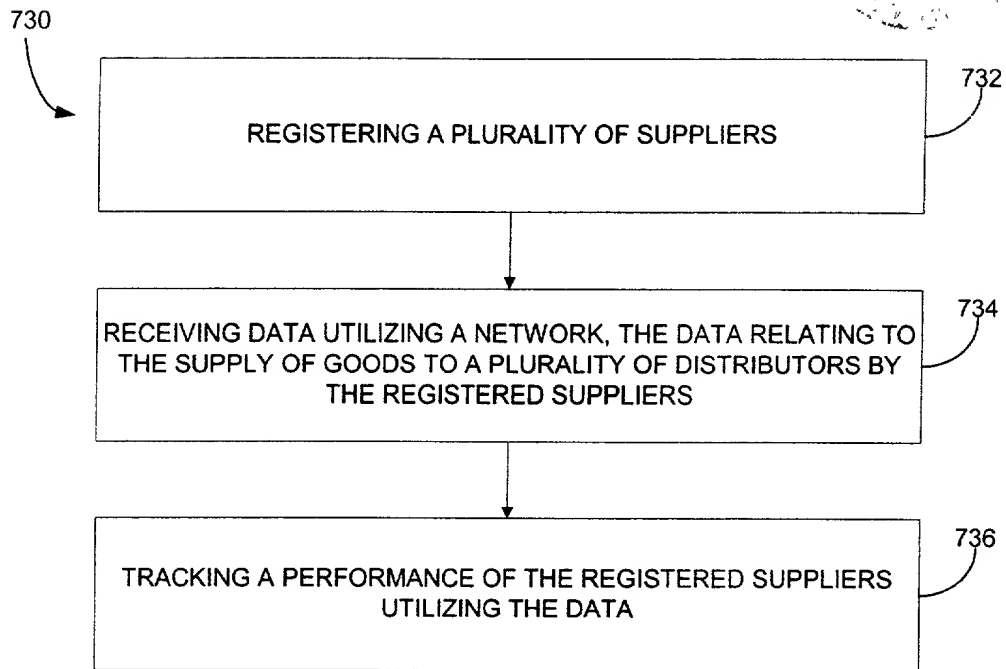 730
732
REGISTERING A PLURALITY OF SUPPLIERS
734
RECEIVING DATA UTILIZING A NETWORK, THE DATA RELATING TO
THE SUPPLY OF GOODS TO A PLURALITY OF DISTRIBUTORS BY
THE REGISTERED SUPPLIERS
736
TRACKING A PERFORMANCE OF THE REGISTERED SUPPLIERS
UTILIZING THE DATA